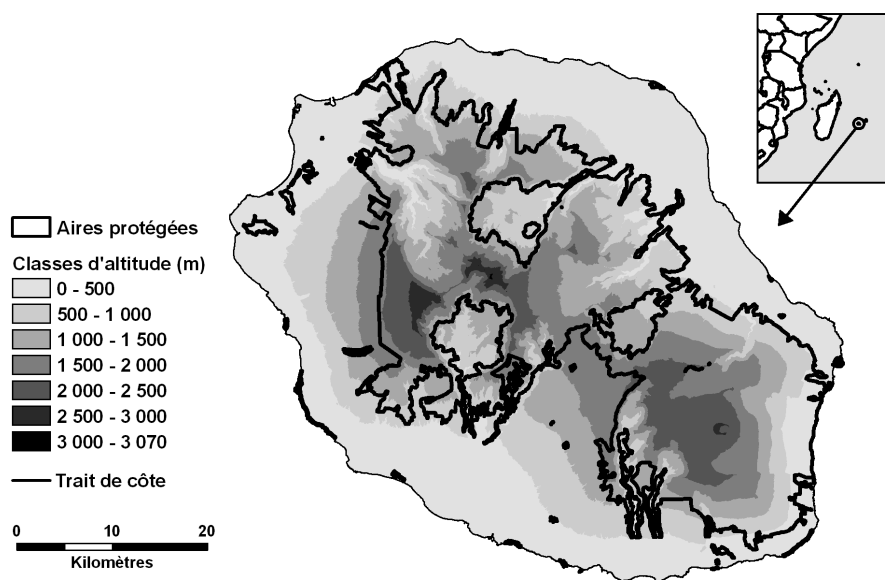 Aires protégées
Classes d'altitude (m)
0 - 500
500 - 1 000
1 000 - 1 500
1 500 - 2 000
2 000 - 2 500
2 500 - 3 000
3 000 - 3 070
Trait de côte
0 10 20
Kilomètres